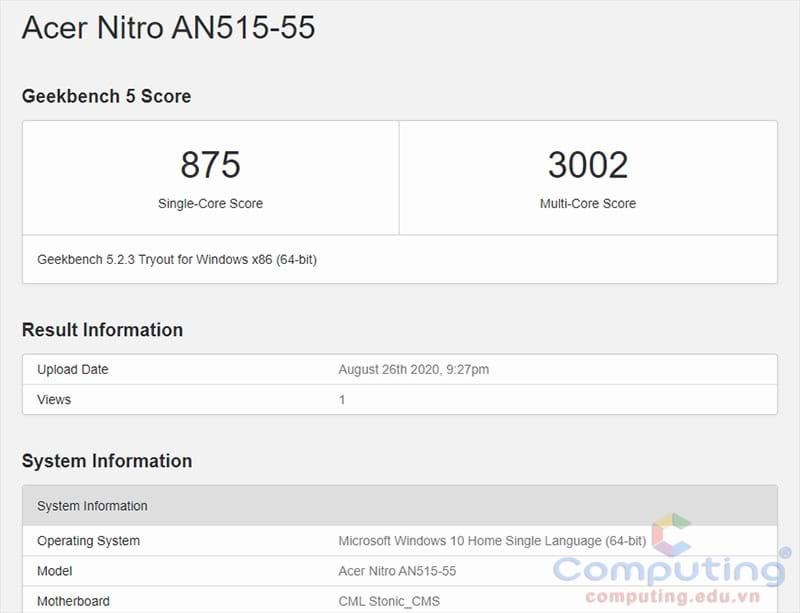 Acer Nitro AN515-55
Geekbench 5 Score
875
Single-Core Score
3002
Multi-Core Score
Geekbench 5.2.3 Tryout for Windows x86 (64-bit)
Result Information
Upload Date August 26th 2020, 9:27pm
Views 1
System Information
System Information
Operating System Microsoft Windows 10 Home Single Language (64-bit)
Model Acer Nitro AN515-55
Motherboard CML Stonic_CMS
Computing®
computing.edu.vn